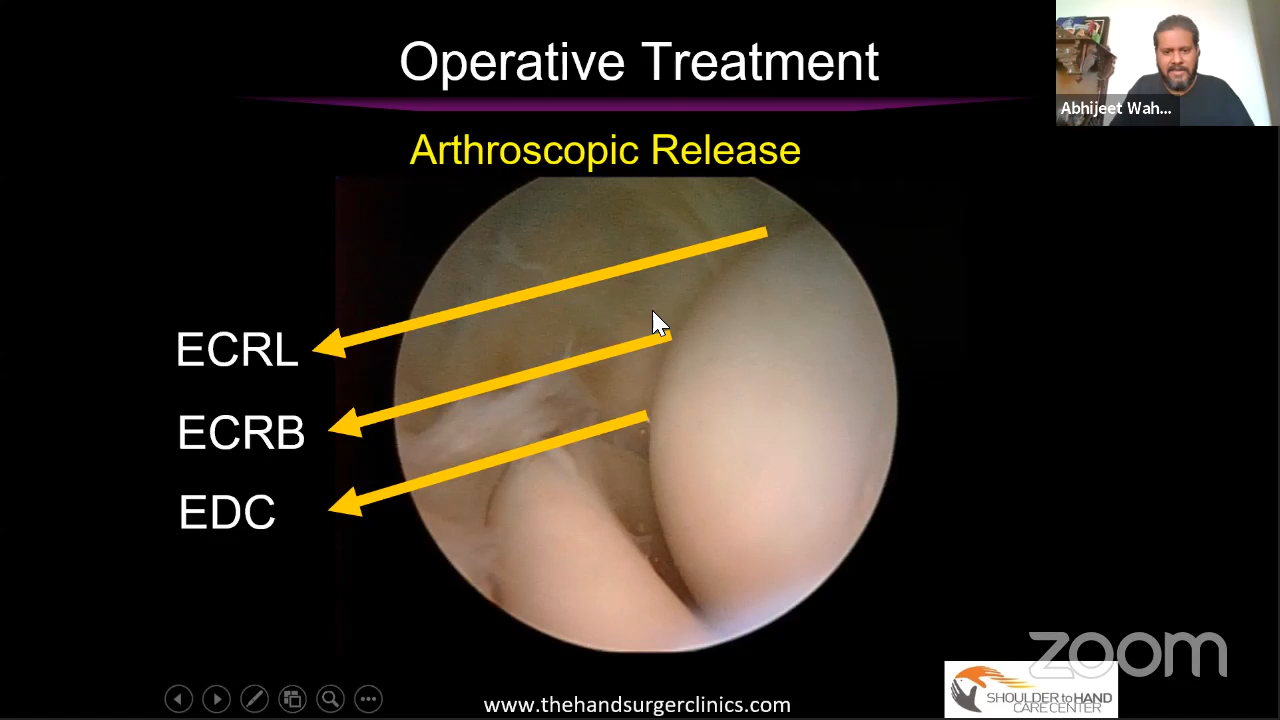 Operative Treatment
Abhijeet Wah...
Arthroscopic Release
ECRL
ECRB
EDC
zoom
SHOULDER to HAND
CARE CENTER
www.thehandsurgerclinics.com